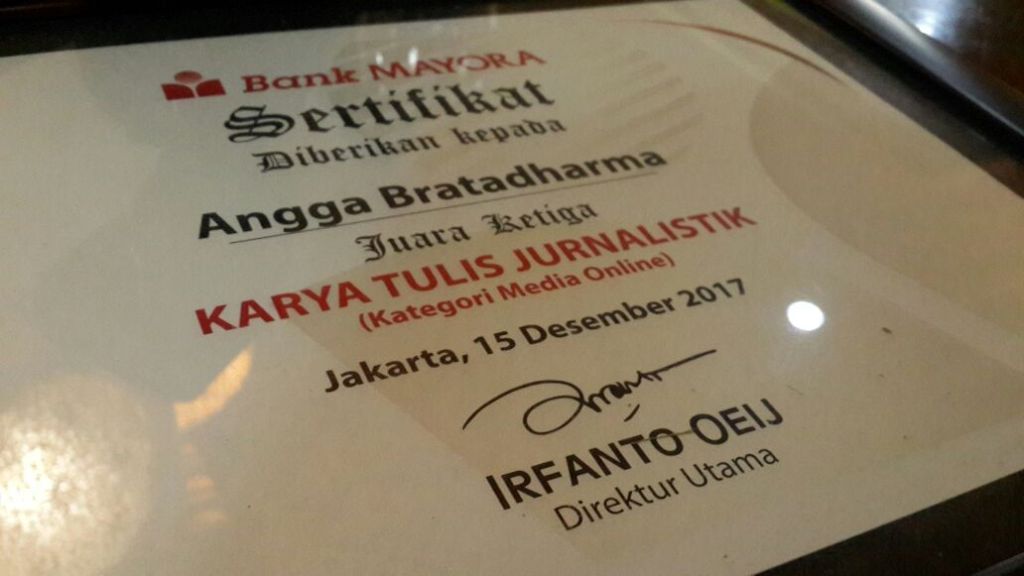 Bank MAYORA
Sertifikat
Diberikan kepada
Angga Bratadharma
Juara Ketiga
KARYA TULIS JURNALISTIK
(Kategori Media Online)
Jakarta, 15 Desember 2017
IRFANTO OEIJ
Direktur Utama